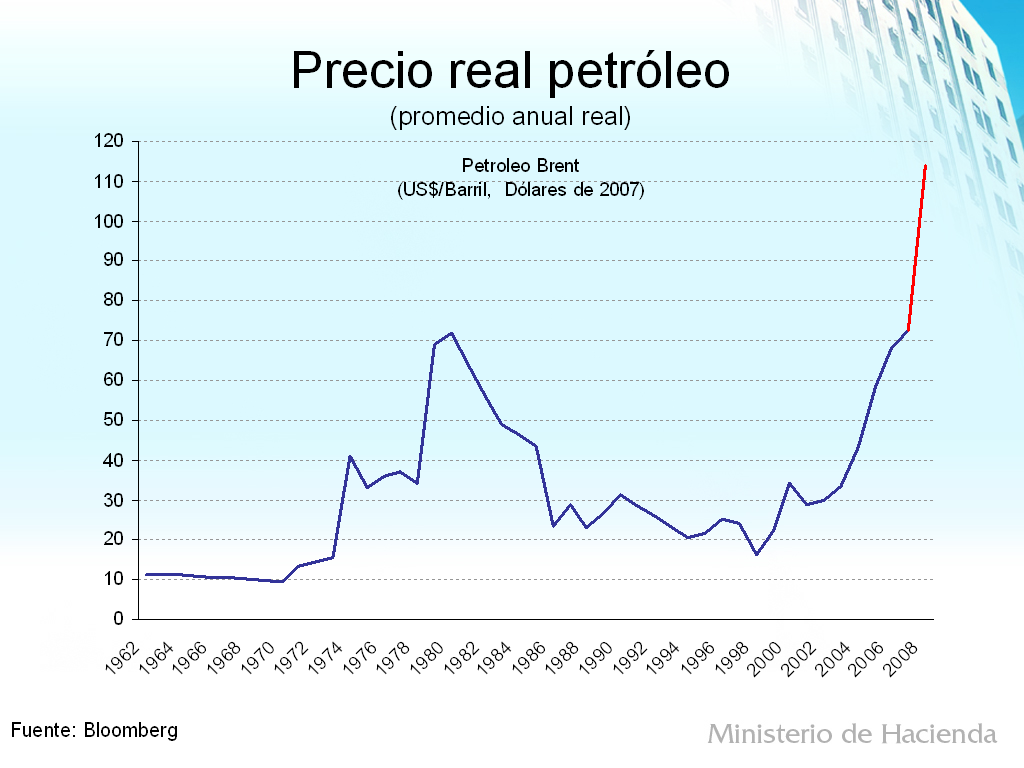 Precio real petróleo
(promedio anual real)
Petroleo Brent
(US$/Barril, Dólares de 2007)
120
110
100
90
80
70
60
50
40
30
20
10
0
1962 1964 1966 1968 1970 1972 1974 1976 1978 1980 1982 1984 1986 1988 1990 1992 1994 1996 1998 2000 2002 2004 2006 2008
Fuente: Bloomberg
Ministerio de Hacienda